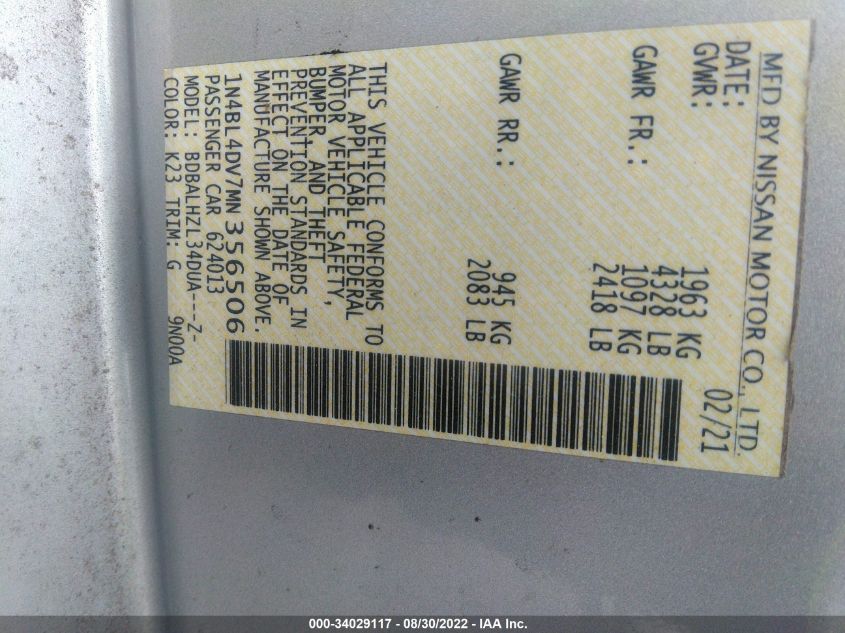 MFD BY NISSAN MOTOR CO., LTD.
DATE: 02/21
GVWR: 1963 KG
4328 LB
GAWR FR.: 1097 KG
2418 LB
GAWR RR.: 945 KG
2083 LB
THIS VEHICLE CONFORMS TO
ALL APPLICABLE FEDERAL
MOTOR VEHICLE SAFETY,
BUMPER, AND THEFT
PREVENTION STANDARDS IN
EFFECT ON THE DATE OF
MANUFACTURE SHOWN ABOVE.
1N4BL4DV7MN356506
PASSENGER CAR 624013
MODEL: BDBALHZL34DUA---Z-
COLOR: K23 TRIM: G 9N00A
000-34029117 - 08/30/2022 - IAA Inc.